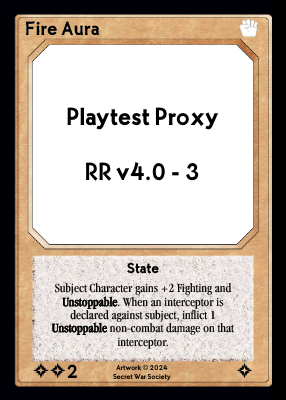 Fire Aura
Playtest Proxy
RR v4.0 - 3
State
Subject Character gains +2 Fighting and
Unstoppable. When an interceptor is
declared against subject, inflict 1
Unstoppable non-combat damage on that
interceptor.
2
Artwork © 2024
Secret War Society